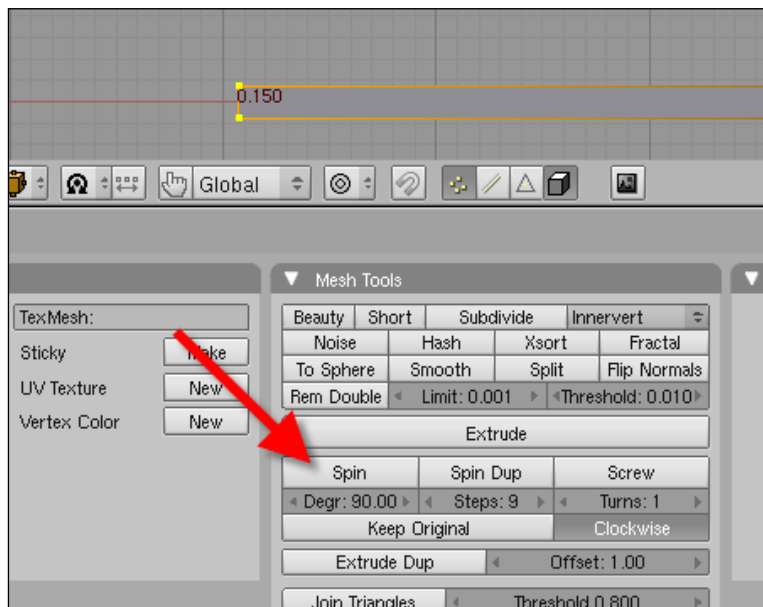 0.150
Global
Mesh Tools
TexMesh:
Beauty Short Subdivide Innervert
Sticky Make
Noise Hash Xsort Fractal
To Sphere Smooth Split Flip Normals
UV Texture New
Rem Double Limit: 0.001 Threshold: 0.010
Vertex Color New
Extrude
Spin Spin Dup Screw
Degr: 90.00 Steps: 9 Turns: 1
Keep Original Clockwise
Extrude Dup Offset: 1.00
Join Triangles Threshold 0.800